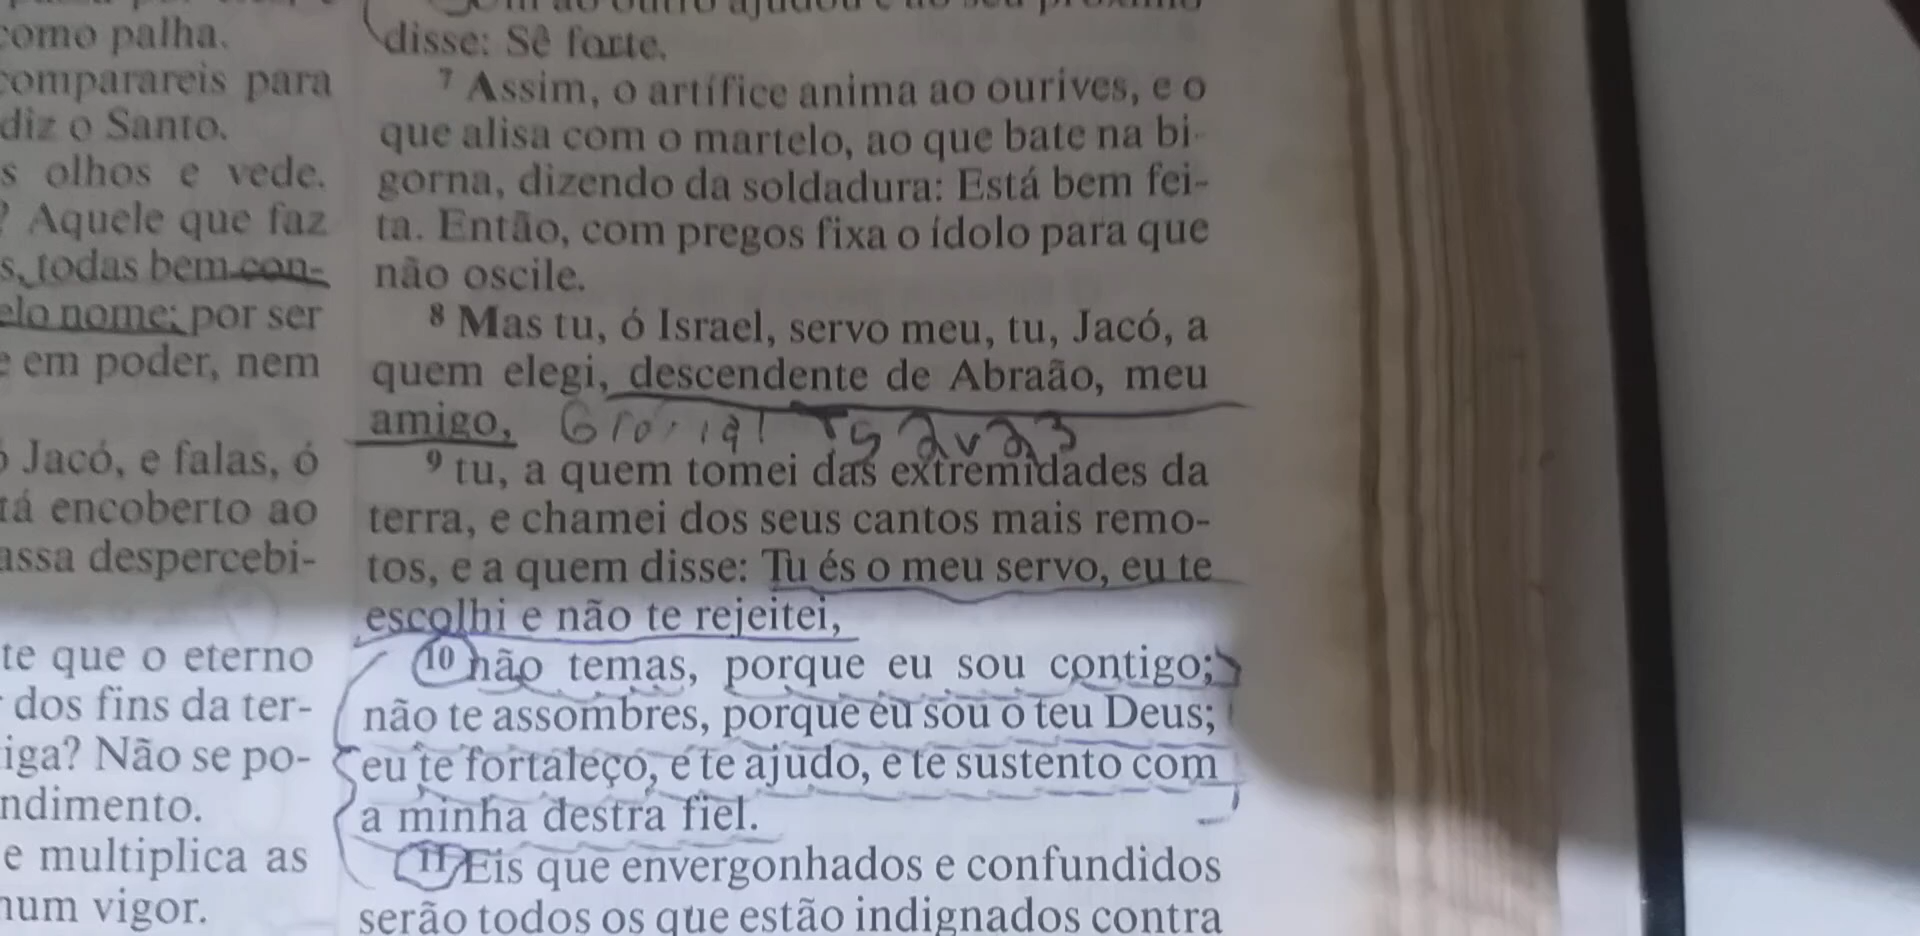 como palha.
comparareis para
diz o Santo.
s olhos e vede.
? Aquele que faz
s, todas bem con-
elo nome; por ser
e em poder, nem
ó Jacó, e falas, ó
tá encoberto ao
assa despercebi-
te que o eterno
dos fins da ter-
iga? Não se po-
ndimento.
e multiplica as
hum vigor.
disse: Sê forte.
7 Assim, o artífice anima ao ourives, e o
que alisa com o martelo, ao que bate na bi-
gorna, dizendo da soldadura: Está bem fei-
ta. Então, com pregos fixa o ídolo para que
não oscile.
8 Mas tu, ó Israel, servo meu, tu, Jacó, a
quem elegi, descendente de Abraão, meu
amigo,
9 tu, a quem tomei das extremidades da
terra, e chamei dos seus cantos mais remo-
tos, e a quem disse: Tu és o meu servo, eu te
escolhi e não te rejeitei,
10 não temas, porque eu sou contigo;
não te assombres, porque eu sou o teu Deus;
eu te fortaleço, e te ajudo, e te sustento com
a minha destra fiel.
11 Eis que envergonhados e confundidos
serão todos os que estão indignados contra